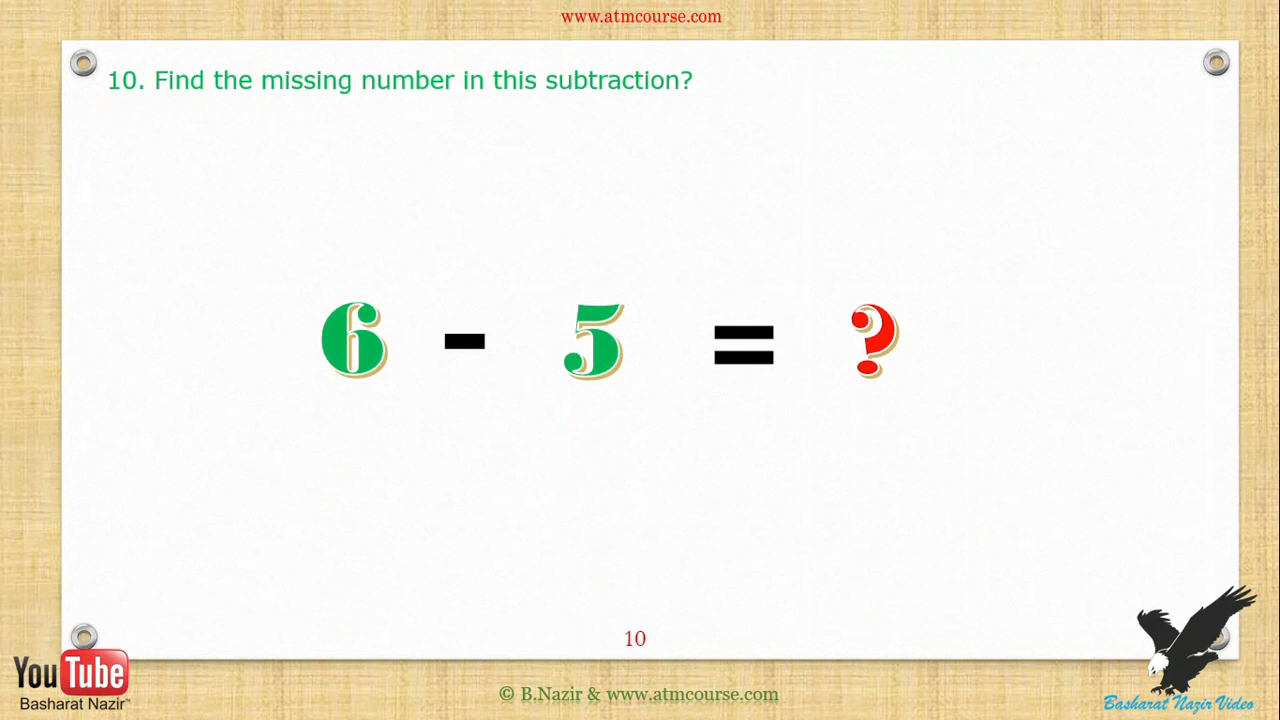 www.atmcourse.com
10. Find the missing number in this subtraction?
6 - 5 = ?
10
YouTube
Basharat Nazir™
© B.Nazir & www.atmcourse.com
Basharat Nazir Video